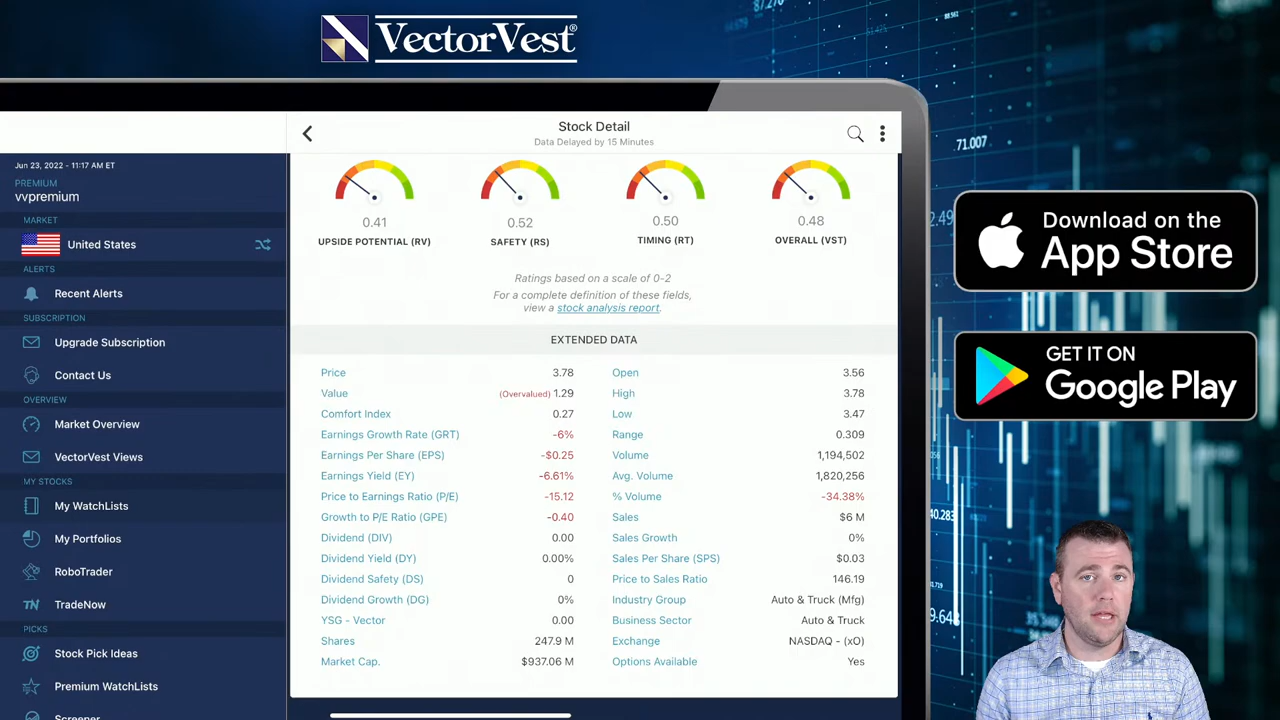 VectorVest®
Stock Detail
Data Delayed by 15 Minutes
Jun 23, 2022 - 11:17 AM ET
PREMIUM
vvpremium
MARKET
United States
ALERTS
Recent Alerts
SUBSCRIPTION
Upgrade Subscription
Contact Us
OVERVIEW
Market Overview
VectorVest Views
MY STOCKS
My WatchLists
My Portfolios
RoboTrader
TN TradeNow
PICKS
Stock Pick Ideas
Premium WatchLists
Screener
0.41 0.52 0.50 0.48
UPSIDE POTENTIAL (RV) SAFETY (RS) TIMING (RT) OVERALL (VST)
Ratings based on a scale of 0-2
For a complete definition of these fields,
view a stock analysis report.
EXTENDED DATA
Price 3.78 Open 3.56
Value (Overvalued) 1.29 High 3.78
Comfort Index 0.27 Low 3.47
Earnings Growth Rate (GRT) -6% Range 0.309
Earnings Per Share (EPS) -$0.25 Volume 1,194,502
Earnings Yield (EY) -6.61% Avg. Volume 1,820,256
Price to Earnings Ratio (P/E) -15.12 % Volume -34.38%
Growth to P/E Ratio (GPE) -0.40 Sales $6 M
Dividend (DIV) 0.00 Sales Growth 0%
Dividend Yield (DY) 0.00% Sales Per Share (SPS) $0.03
Dividend Safety (DS) 0 Price to Sales Ratio 146.19
Dividend Growth (DG) 0% Industry Group Auto & Truck (Mfg)
YSG - Vector 0.00 Business Sector Auto & Truck
Shares 247.9 M Exchange NASDAQ - (xO)
Market Cap. $937.06 M Options Available Yes
Download on the
App Store
GET IT ON
Google Play
71.007